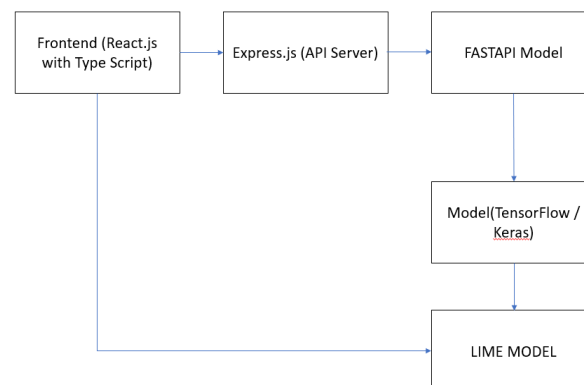 Frontend (React.js
with Type Script)
Express.js (API Server)
FASTAPI Model
Model(TensorFlow /
Keras)
LIME MODEL